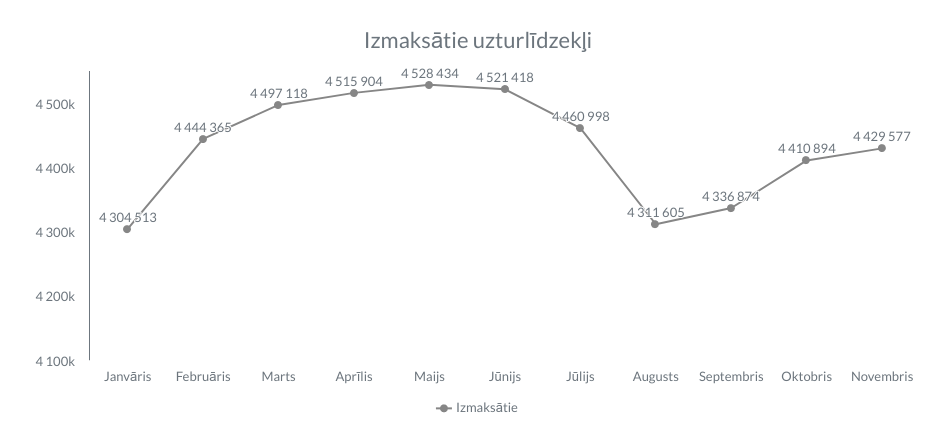 Izmaksātie uzturlīdzekļi
4 528 434
4 521 418
4 515 904
4 497 118
4 500k
4 460 998
4 444 365
4 429 577
4 410 894
4 400k
4 336 874
4 311 605
4 304 513
4 300k
4 200k
4 100k
Janvāris Februāris Marts Aprīlis Maijs Jūnijs Jūlijs Augusts Septembris Oktobris Novembris
Izmaksātie